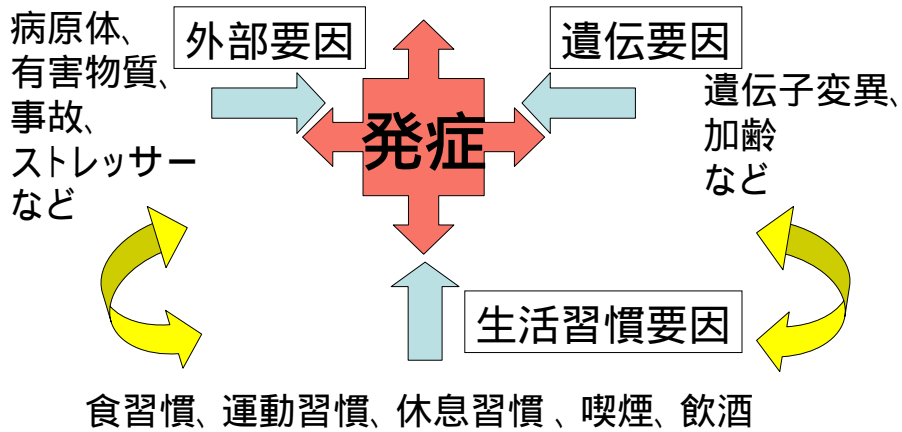 病原体、
有害物質、
事故、
ストレッサー
など
外部要因
発症
遺伝要因
遺伝子変異、
加齢
など
生活習慣要因
食習慣、運動習慣、休息習慣 、喫煙、飲酒